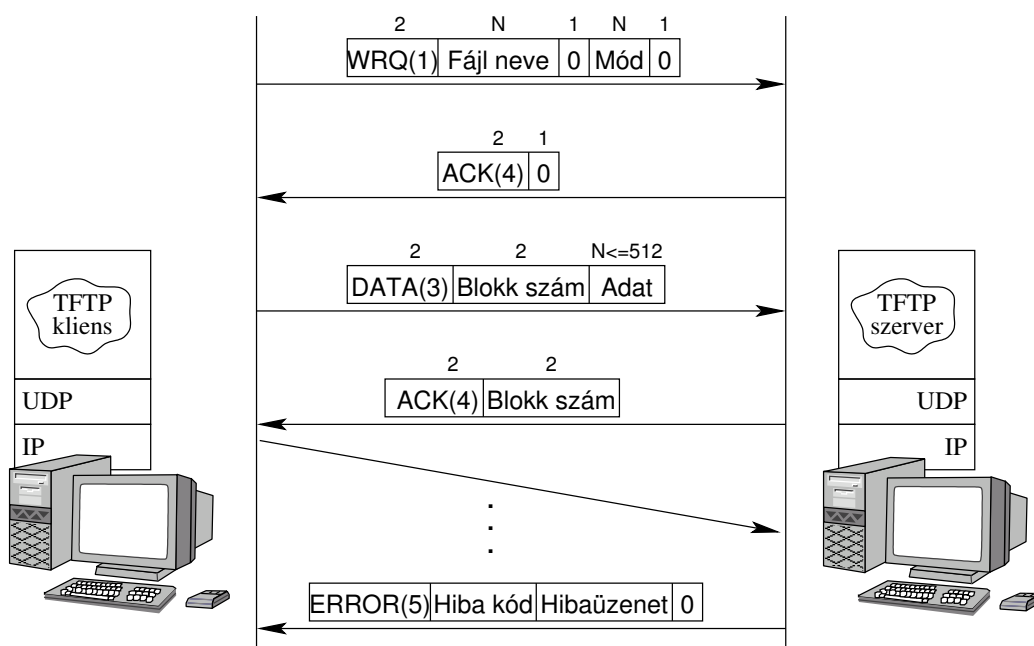 2 N 1 N 1
WRQ(1) Fájl neve 0 Mód 0
2 1
ACK(4) 0
2 2 N<=512
DATA(3) Blokk szám Adat
2 2
ACK(4) Blokk szám
.
.
.
ERROR(5) Hiba kód Hibaüzenet 0
TFTP
kliens
UDP
IP
TFTP
szerver
UDP
IP